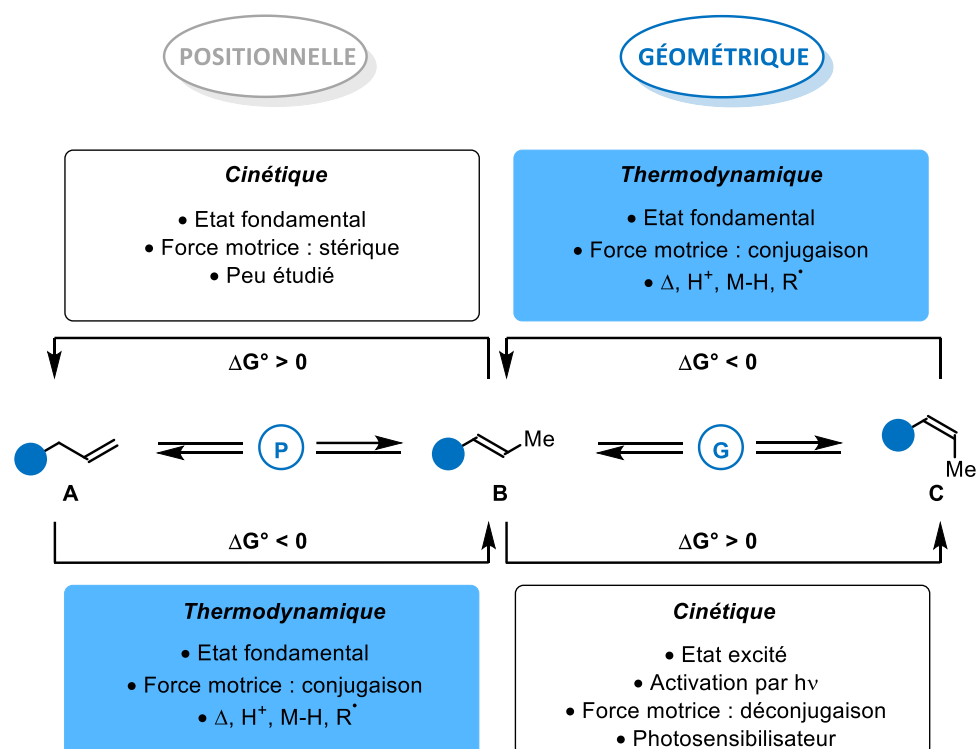 POSITIONNELLE
GÉOMÉTRIQUE
Cinétique
• Etat fondamental
• Force motrice : stérique
• Peu étudié
Thermodynamique
• Etat fondamental
• Force motrice : conjugaison
• Δ, H⁺, M-H, R•
ΔG° > 0
ΔG° < 0
P
Me
G
Me
A
B
C
ΔG° < 0
ΔG° > 0
Thermodynamique
• Etat fondamental
• Force motrice : conjugaison
• Δ, H⁺, M-H, R•
Cinétique
• Etat excité
• Activation par hν
• Force motrice : déconjugaison
• Photosensibilisateur